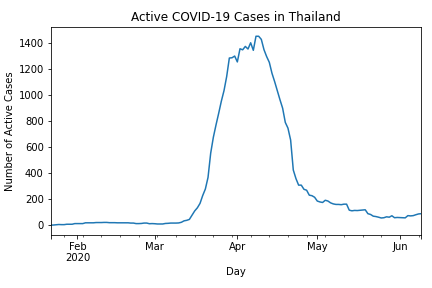 Active COVID-19 Cases in Thailand
Number of Active Cases
1400
1200
1000
800
600
400
200
0
Feb
2020
Mar
Apr
May
Jun
Day